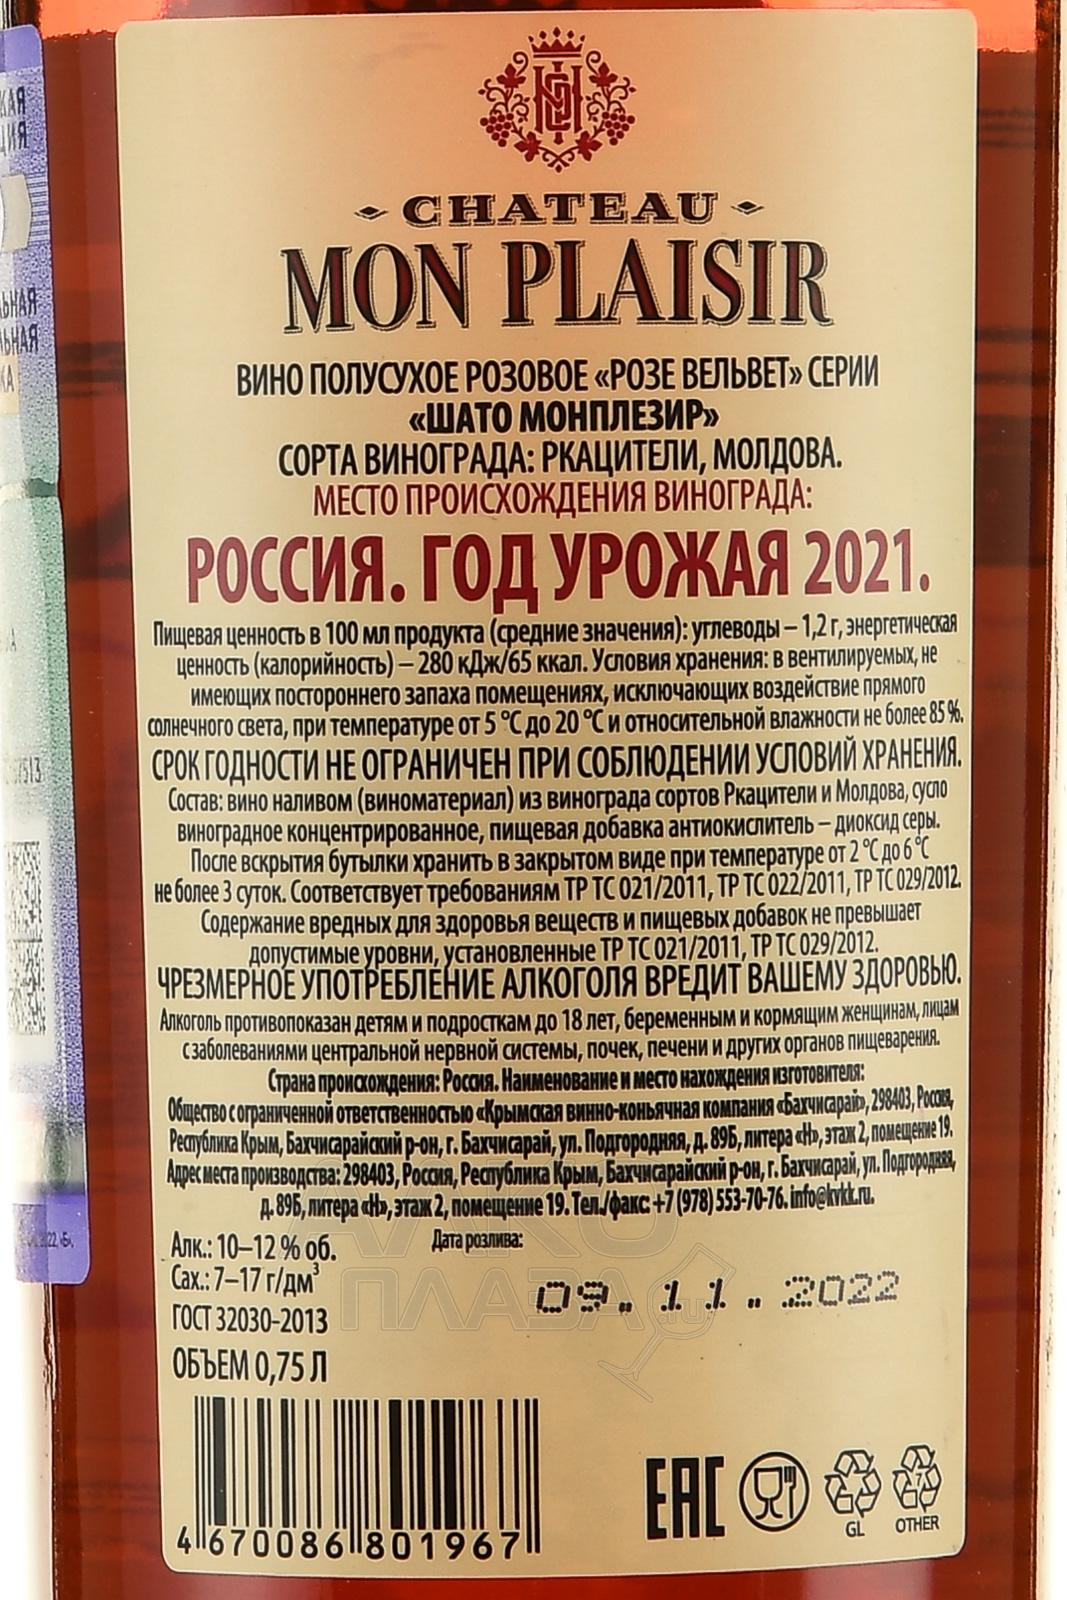 CHATEAU
MON PLAISIR
ВИНО ПОЛУСУХОЕ РОЗОВОЕ «РОЗЕ ВЕЛЬВЕТ» СЕРИИ
«ШАТО МОНПЛЕЗИР»
СОРТА ВИНОГРАДА: РКАЦИТЕЛИ, МОЛДОВА.
МЕСТО ПРОИСХОЖДЕНИЯ ВИНОГРАДА:
РОССИЯ. ГОД УРОЖАЯ 2021.
Пищевая ценность в 100 мл продукта (средние значения): углеводы – 1,2 г, энергетическая
ценность (калорийность) – 280 кДж/65 ккал. Условия хранения: в вентилируемых, не
имеющих постороннего запаха помещениях, исключающих воздействие прямого
солнечного света, при температуре от 5 °С до 20 °С и относительной влажности не более 85 %.
СРОК ГОДНОСТИ НЕ ОГРАНИЧЕН ПРИ СОБЛЮДЕНИИ УСЛОВИЙ ХРАНЕНИЯ.
Состав: вино наливом (виноматериал) из винограда сортов Ркацители и Молдова, сусло
виноградное концентрированное, пищевая добавка антиокислитель – диоксид серы.
После вскрытия бутылки хранить в закрытом виде при температуре от 2 °С до 6 °С
не более 3 суток. Соответствует требованиям ТР ТС 021/2011, ТР ТС 022/2011, ТР ТС 029/2012.
Содержание вредных для здоровья веществ и пищевых добавок не превышает
допустимые уровни, установленные ТР ТС 021/2011, ТР ТС 029/2012.
ЧРЕЗМЕРНОЕ УПОТРЕБЛЕНИЕ АЛКОГОЛЯ ВРЕДИТ ВАШЕМУ ЗДОРОВЬЮ.
Алкоголь противопоказан детям и подросткам до 18 лет, беременным и кормящим женщинам, лицам
с заболеваниями центральной нервной системы, почек, печени и других органов пищеварения.
Страна происхождения: Россия. Наименование и место нахождения изготовителя:
Общество с ограниченной ответственностью «Крымская винно-коньячная компания «Бахчисарай», 298403, Россия,
Республика Крым, Бахчисарайский р-он, г. Бахчисарай, ул. Подгородняя, д. 89Б, литера «Н», этаж 2, помещение 19.
Адрес места производства: 298403, Россия, Республика Крым, Бахчисарайский р-он, г. Бахчисарай, ул. Подгородняя,
д. 89Б, литера «Н», этаж 2, помещение 19. Тел./факс: +7 (978) 553-70-76. info@kvkk.ru.
Алк.: 10–12 % об.
Дата розлива:
Сах.: 7–17 г/дм³
09.11.2022
ГОСТ 32030-2013
ОБЪЕМ 0,75 Л
4 670086 801967
EAC
GL
7
OTHER
АЛКО
ПЛАЗА.ru